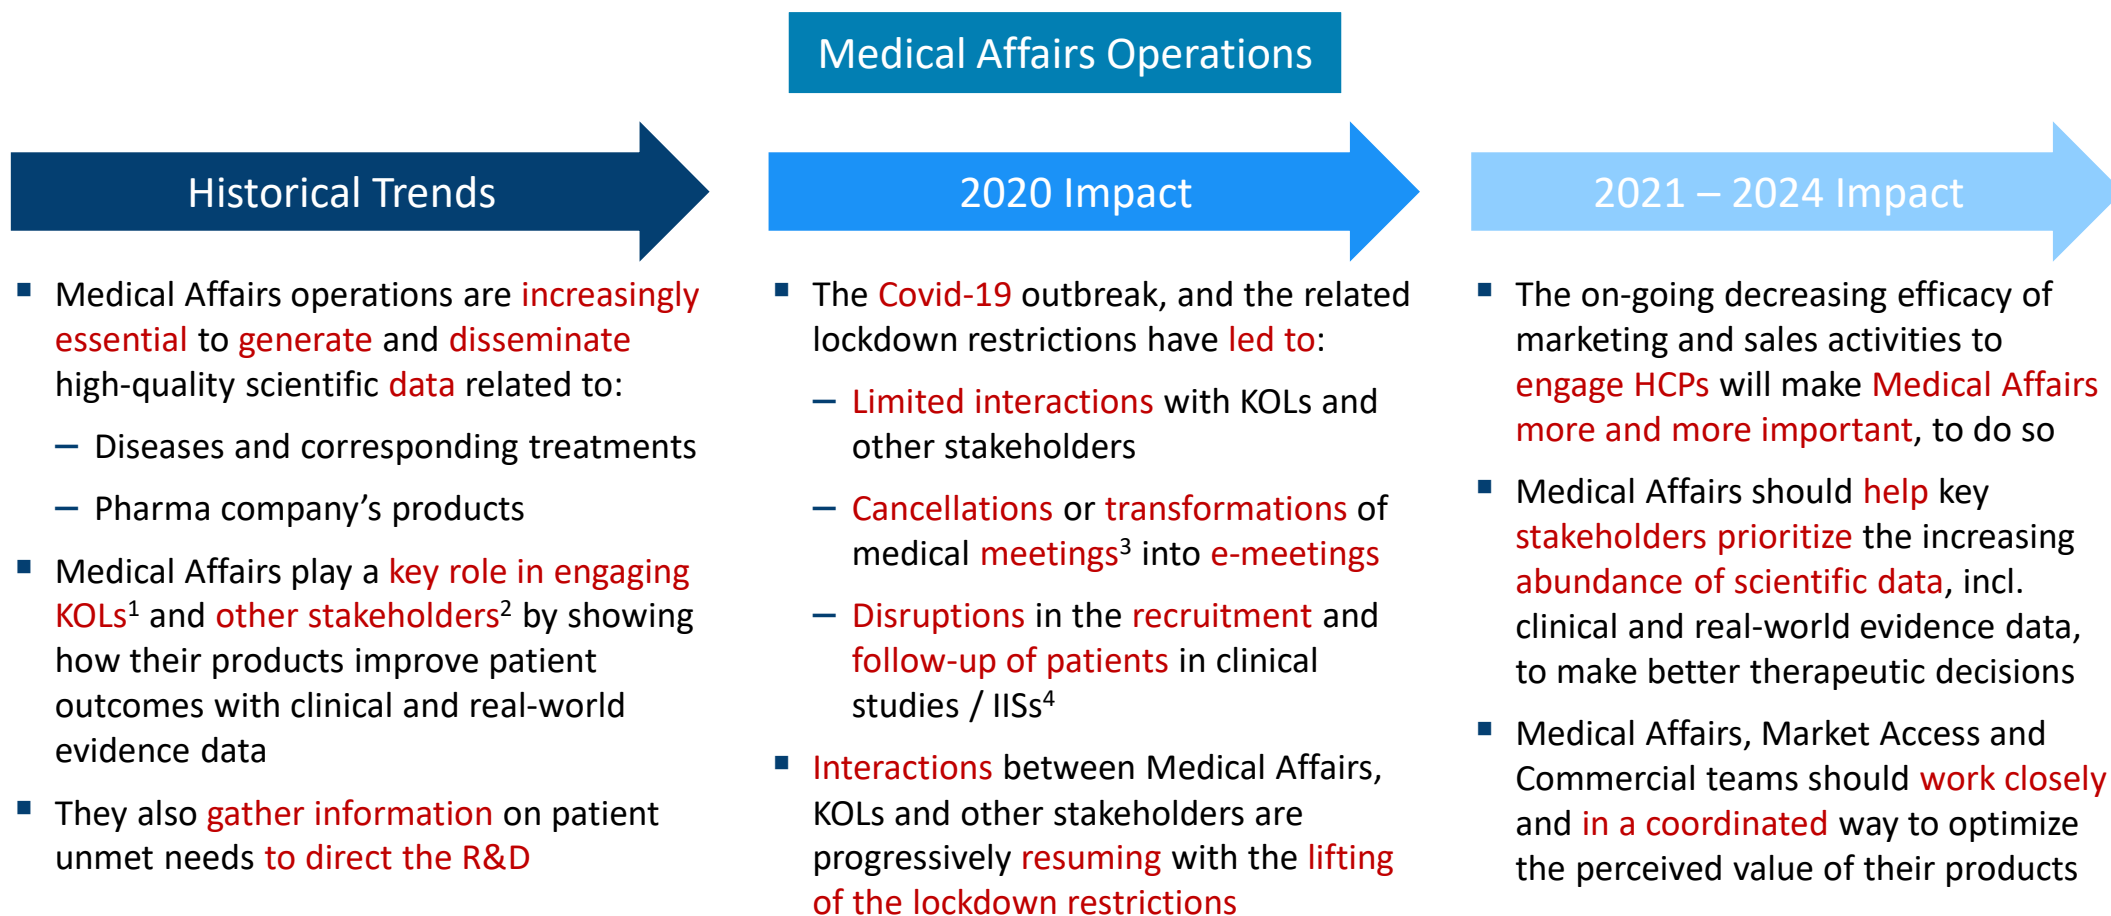 Medical Affairs Operations
Historical Trends
▪ Medical Affairs operations are increasingly
essential to generate and disseminate
high-quality scientific data related to:
– Diseases and corresponding treatments
– Pharma company’s products
▪ Medical Affairs play a key role in engaging
KOLs¹ and other stakeholders² by showing
how their products improve patient
outcomes with clinical and real-world
evidence data
▪ They also gather information on patient
unmet needs to direct the R&D
2020 Impact
▪ The Covid-19 outbreak, and the related
lockdown restrictions have led to:
– Limited interactions with KOLs and
other stakeholders
– Cancellations or transformations of
medical meetings³ into e-meetings
– Disruptions in the recruitment and
follow-up of patients in clinical
studies / IISs⁴
▪ Interactions between Medical Affairs,
KOLs and other stakeholders are
progressively resuming with the lifting
of the lockdown restrictions
2021 – 2024 Impact
▪ The on-going decreasing efficacy of
marketing and sales activities to
engage HCPs will make Medical Affairs
more and more important, to do so
▪ Medical Affairs should help key
stakeholders prioritize the increasing
abundance of scientific data, incl.
clinical and real-world evidence data,
to make better therapeutic decisions
▪ Medical Affairs, Market Access and
Commercial teams should work closely
and in a coordinated way to optimize
the perceived value of their products